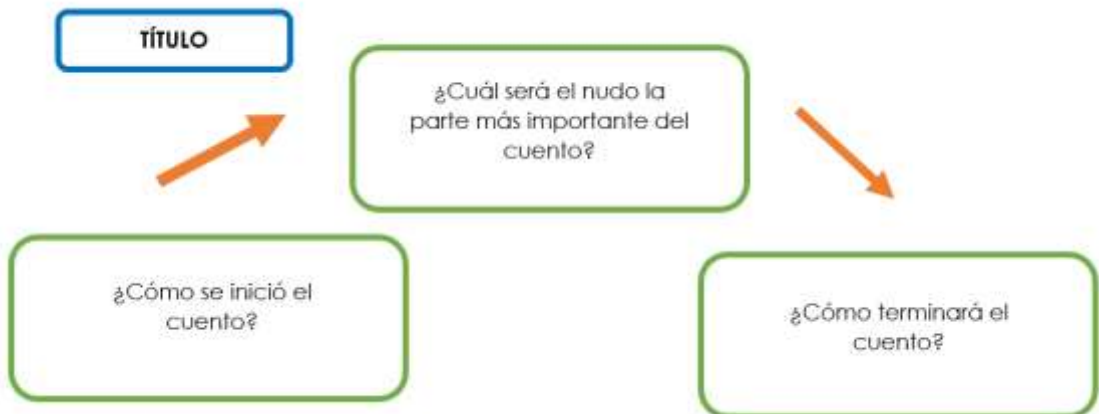 TÍTULO
¿Cuál será el nudo la
parte más importante del
cuento?
¿Cómo se inició el
cuento?
¿Cómo terminará el
cuento?